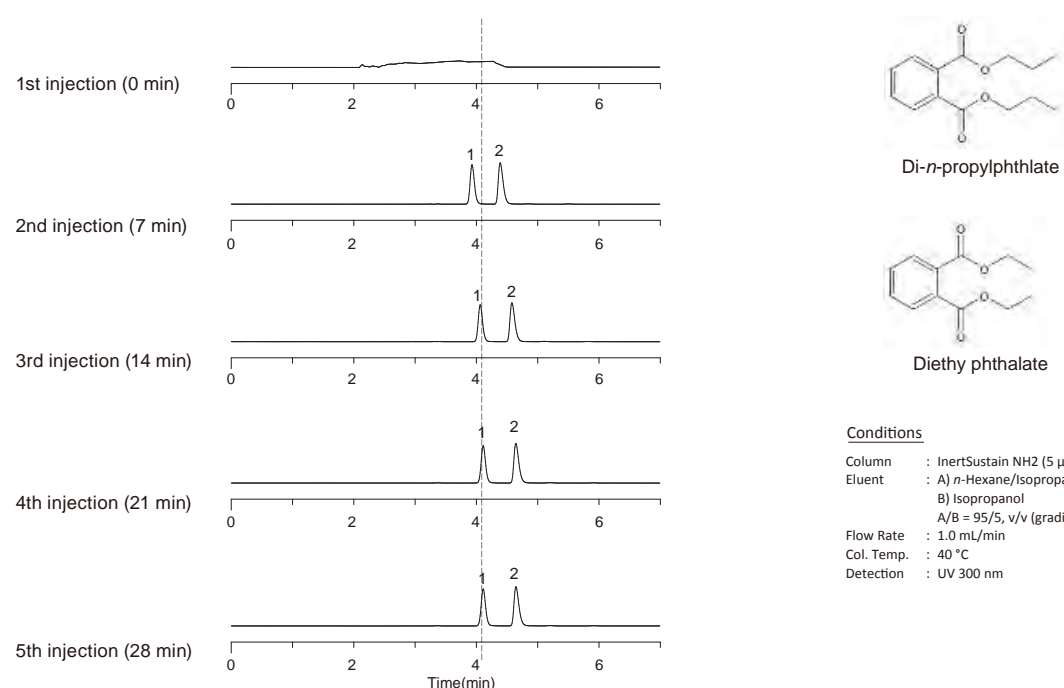 1st injection (0 min)
0 2 4 6
1 2
2nd injection (7 min)
0 2 4 6
1 2
3rd injection (14 min)
0 2 4 6
1 2
4th injection (21 min)
0 2 4 6
1 2
5th injection (28 min)
0 2 4 6
Time(min)
O
O
O
O
Di-n-propylphthlate
O
O
O
O
Diethy phthalate
Conditions
Column : InertSustain NH2 (5 µ
Eluent : A) n-Hexane/Isopropa
B) Isopropanol
A/B = 95/5, v/v (gradi
Flow Rate : 1.0 mL/min
Col. Temp. : 40 °C
Detection : UV 300 nm